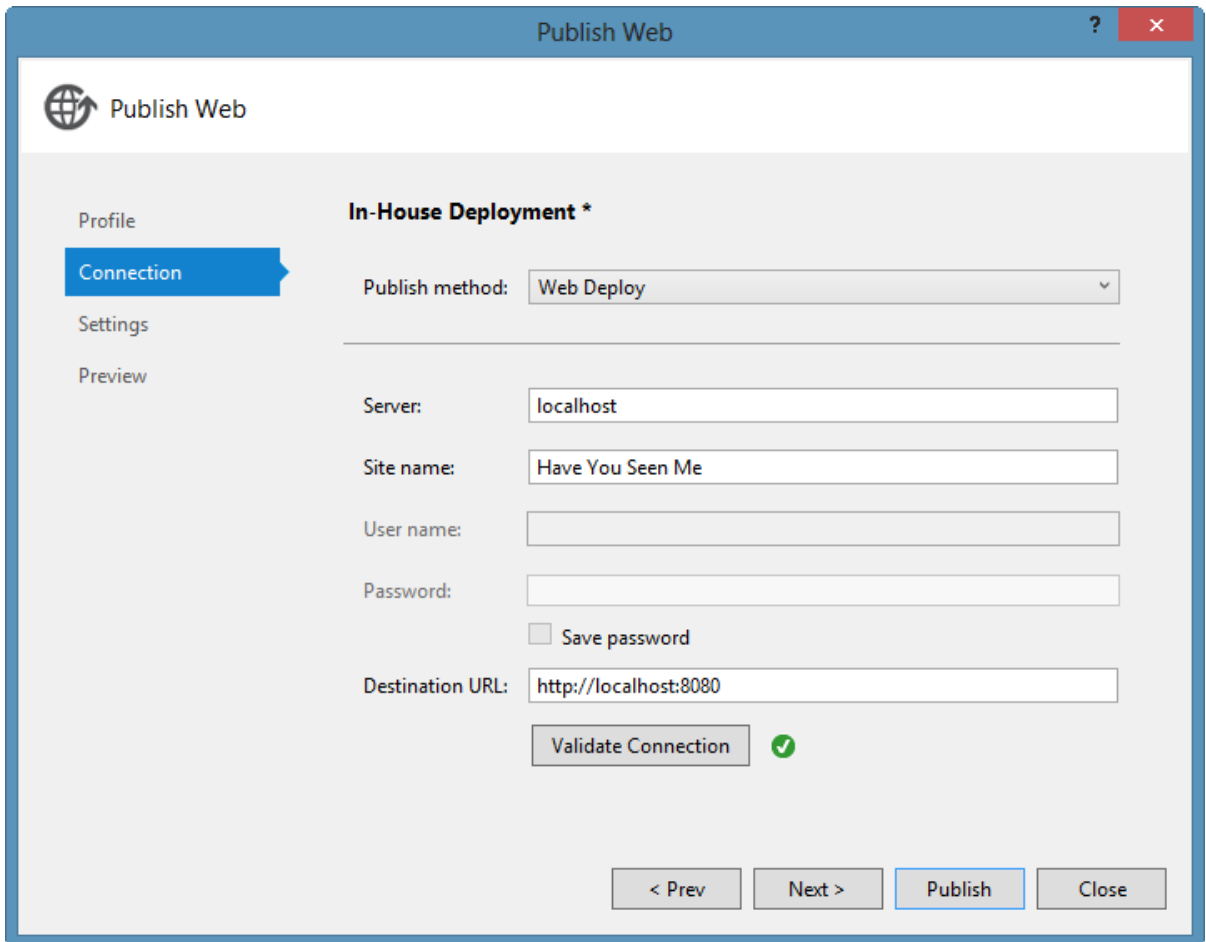 Publish Web
?
Publish Web
Profile
Connection
Settings
Preview
In-House Deployment *
Publish method: Web Deploy
Server: localhost
Site name: Have You Seen Me
User name:
Password:
Save password
Destination URL: http://localhost:8080
Validate Connection
< Prev Next > Publish Close